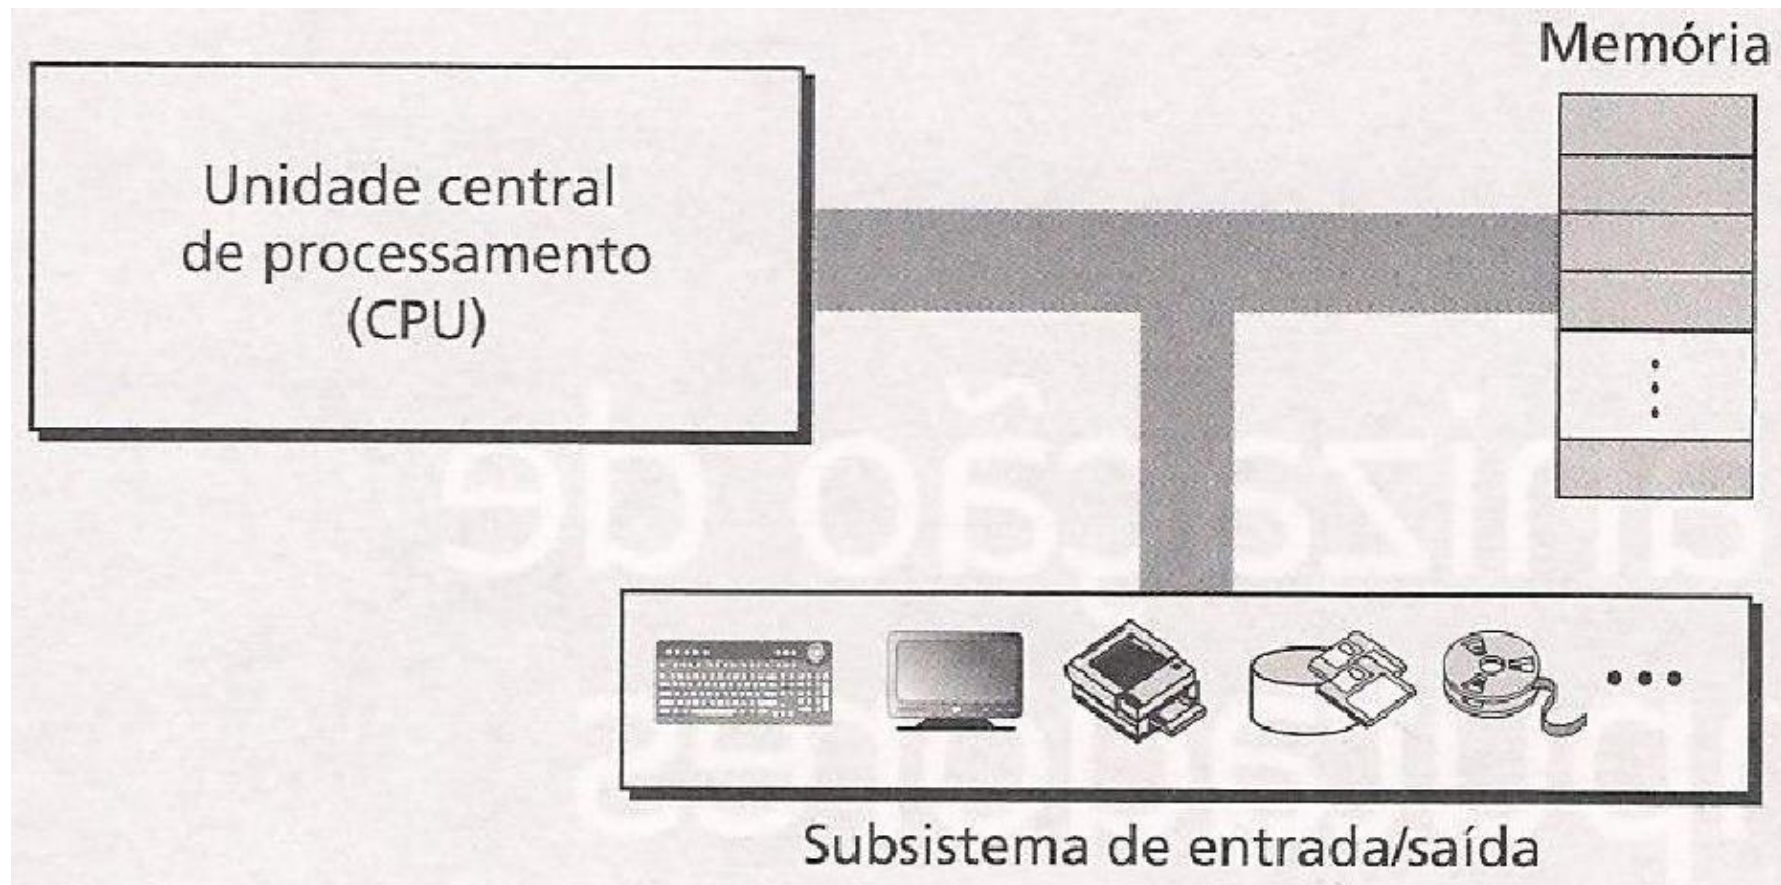 Memória
Unidade central
de processamento
(CPU)
Subsistema de entrada/saída